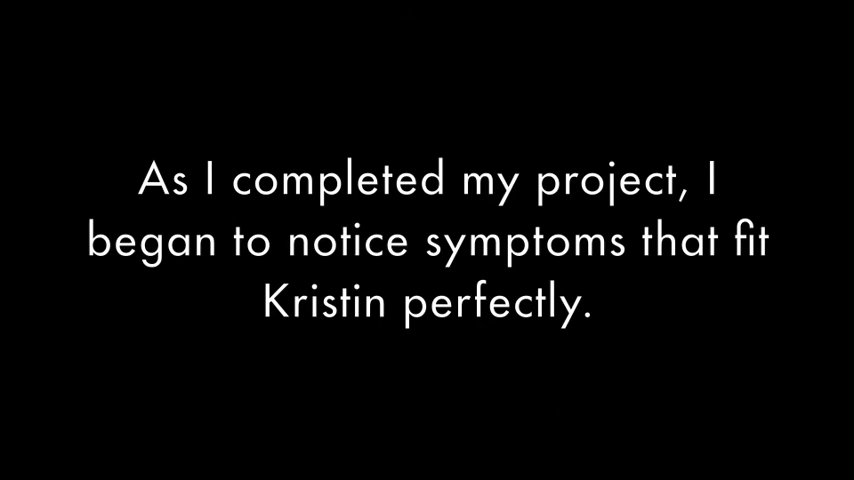 As I completed my project, I
began to notice symptoms that fit
Kristin perfectly.